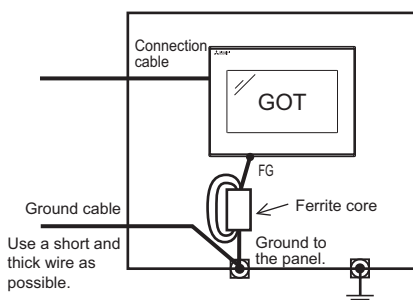 Connection
cable
GOT
FG
Ferrite core
Ground cable
Use a short and
thick wire as
possible.
Ground to
the panel.